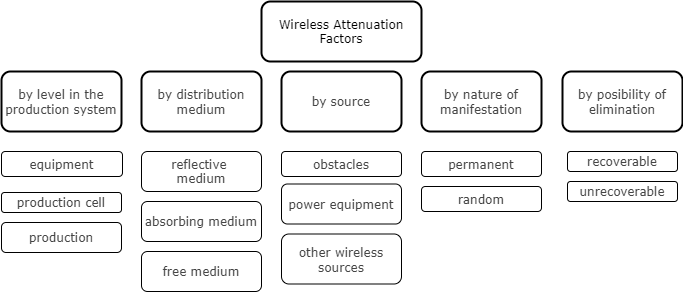 Wireless Attenuation
Factors
by level in the
production system
by distribution
medium
by source
by nature of
manifestation
by posibility of
elimination
equipment
production cell
production
reflective
medium
absorbing medium
free medium
obstacles
power equipment
other wireless
sources
permanent
random
recoverable
unrecoverable